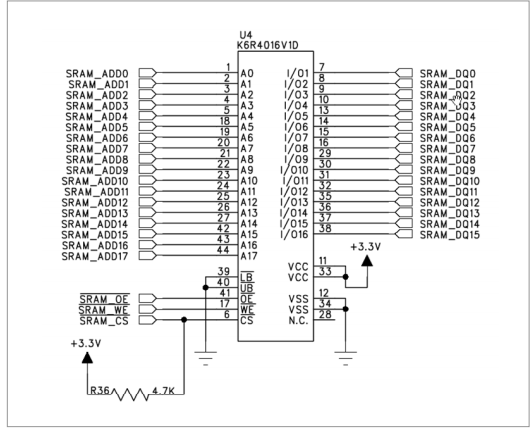 U4
K6R4016V1D
SRAM_ADD0 1 A0 I/O1 7 SRAM_DQ0
SRAM_ADD1 2 A1 I/O2 8 SRAM_DQ1
SRAM_ADD2 3 A2 I/O3 9 SRAM_DQ2
SRAM_ADD3 4 A3 I/O4 10 SRAM_DQ3
SRAM_ADD4 5 A4 I/O5 13 SRAM_DQ4
SRAM_ADD5 18 A5 I/O6 14 SRAM_DQ5
SRAM_ADD6 19 A6 I/O7 15 SRAM_DQ6
SRAM_ADD7 20 A7 I/O8 16 SRAM_DQ7
SRAM_ADD8 21 A8 I/O9 29 SRAM_DQ8
SRAM_ADD9 22 A9 I/O10 30 SRAM_DQ9
SRAM_ADD10 23 A10 I/O11 31 SRAM_DQ10
SRAM_ADD11 24 A11 I/O12 32 SRAM_DQ11
SRAM_ADD12 25 A12 I/O13 35 SRAM_DQ12
SRAM_ADD13 26 A13 I/O14 36 SRAM_DQ13
SRAM_ADD14 27 A14 I/O15 37 SRAM_DQ14
SRAM_ADD15 42 A15 I/O16 38 SRAM_DQ15
SRAM_ADD16 43 A16
SRAM_ADD17 44 A17
+3.3V
VCC 11
VCC 33
39 LB
40 UB
SRAM_OE 41 OE VSS 12
SRAM_WE 17 WE VSS 34
SRAM_CS 6 CS N.C. 28
+3.3V
R36 4.7K